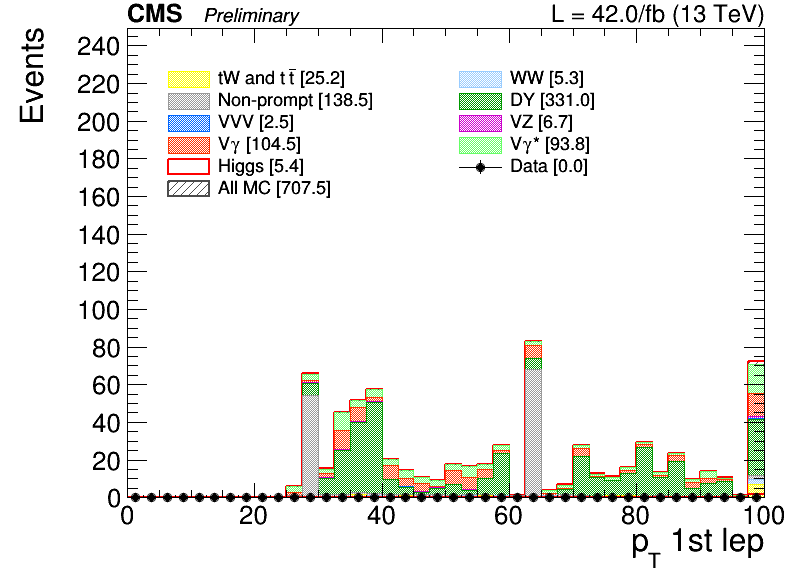 CMS Preliminary L = 42.0/fb (13 TeV)
Events
240
220
200
180
160
140
120
100
80
60
40
20
0
tW and tt̄ [25.2]
Non-prompt [138.5]
VVV [2.5]
Vγ [104.5]
Higgs [5.4]
All MC [707.5]
WW [5.3]
DY [331.0]
VZ [6.7]
Vγ* [93.8]
Data [0.0]
0 20 40 60 80 100
p_T 1st lep